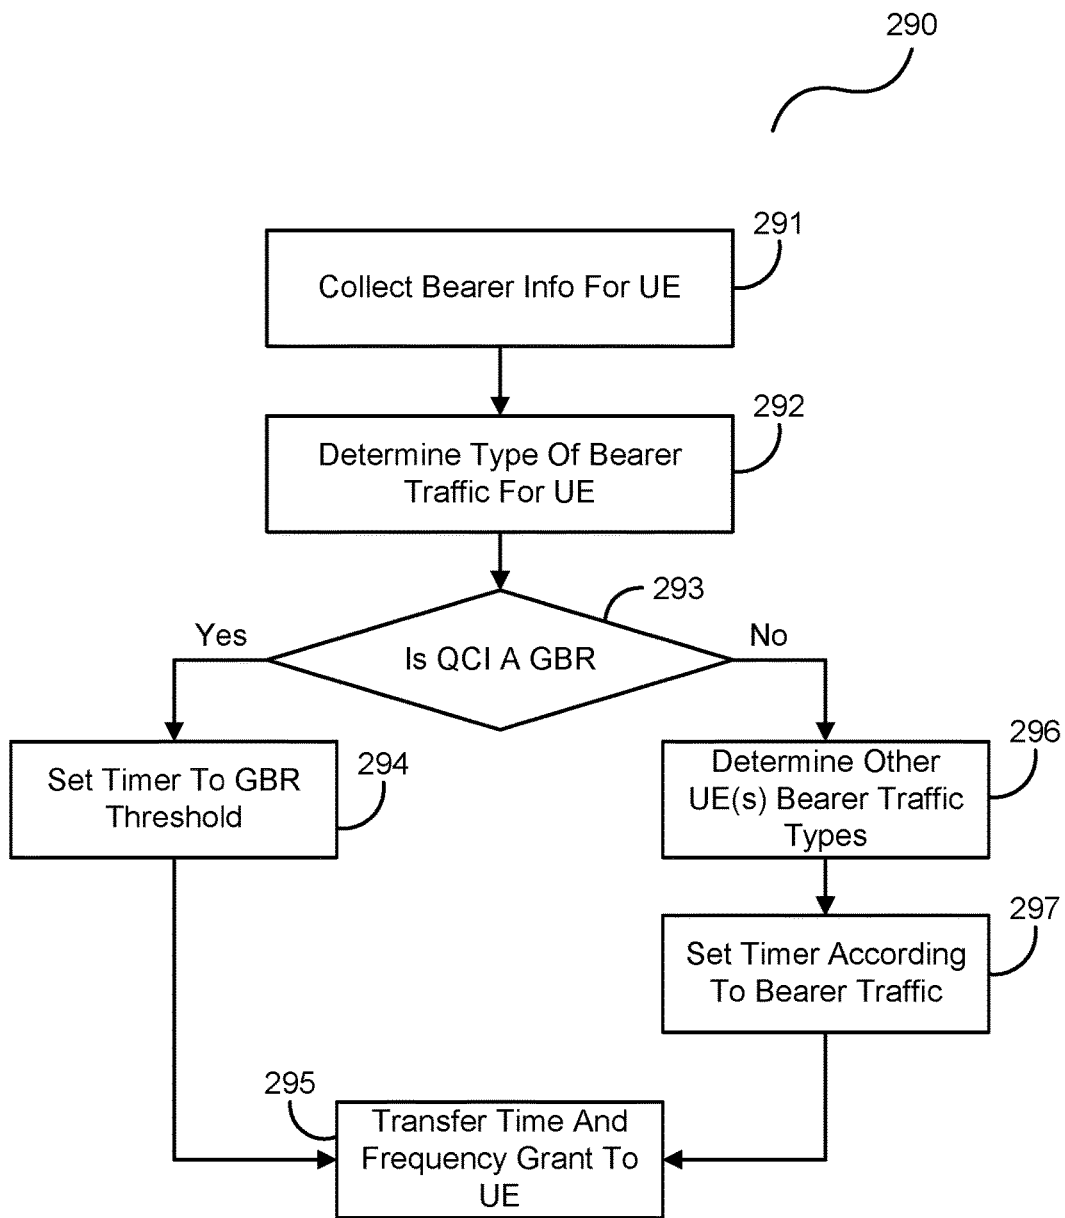 290
291
Collect Bearer Info For UE
292
Determine Type Of Bearer
Traffic For UE
293
Yes
No
Is QCI A GBR
294
Set Timer To GBR
Threshold
296
Determine Other
UE(s) Bearer Traffic
Types
297
Set Timer According
To Bearer Traffic
295
Transfer Time And
Frequency Grant To
UE